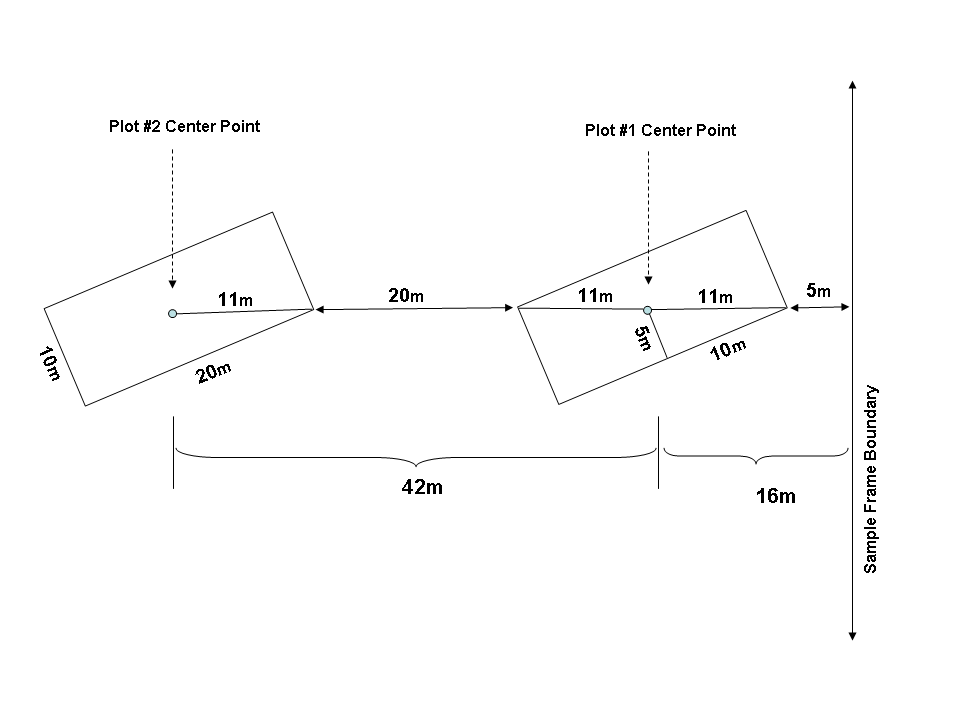 Plot #2 Center Point
Plot #1 Center Point
11m
20m
11m
11m
5m
10m
20m
5m
10m
42m
16m
Sample Frame Boundary